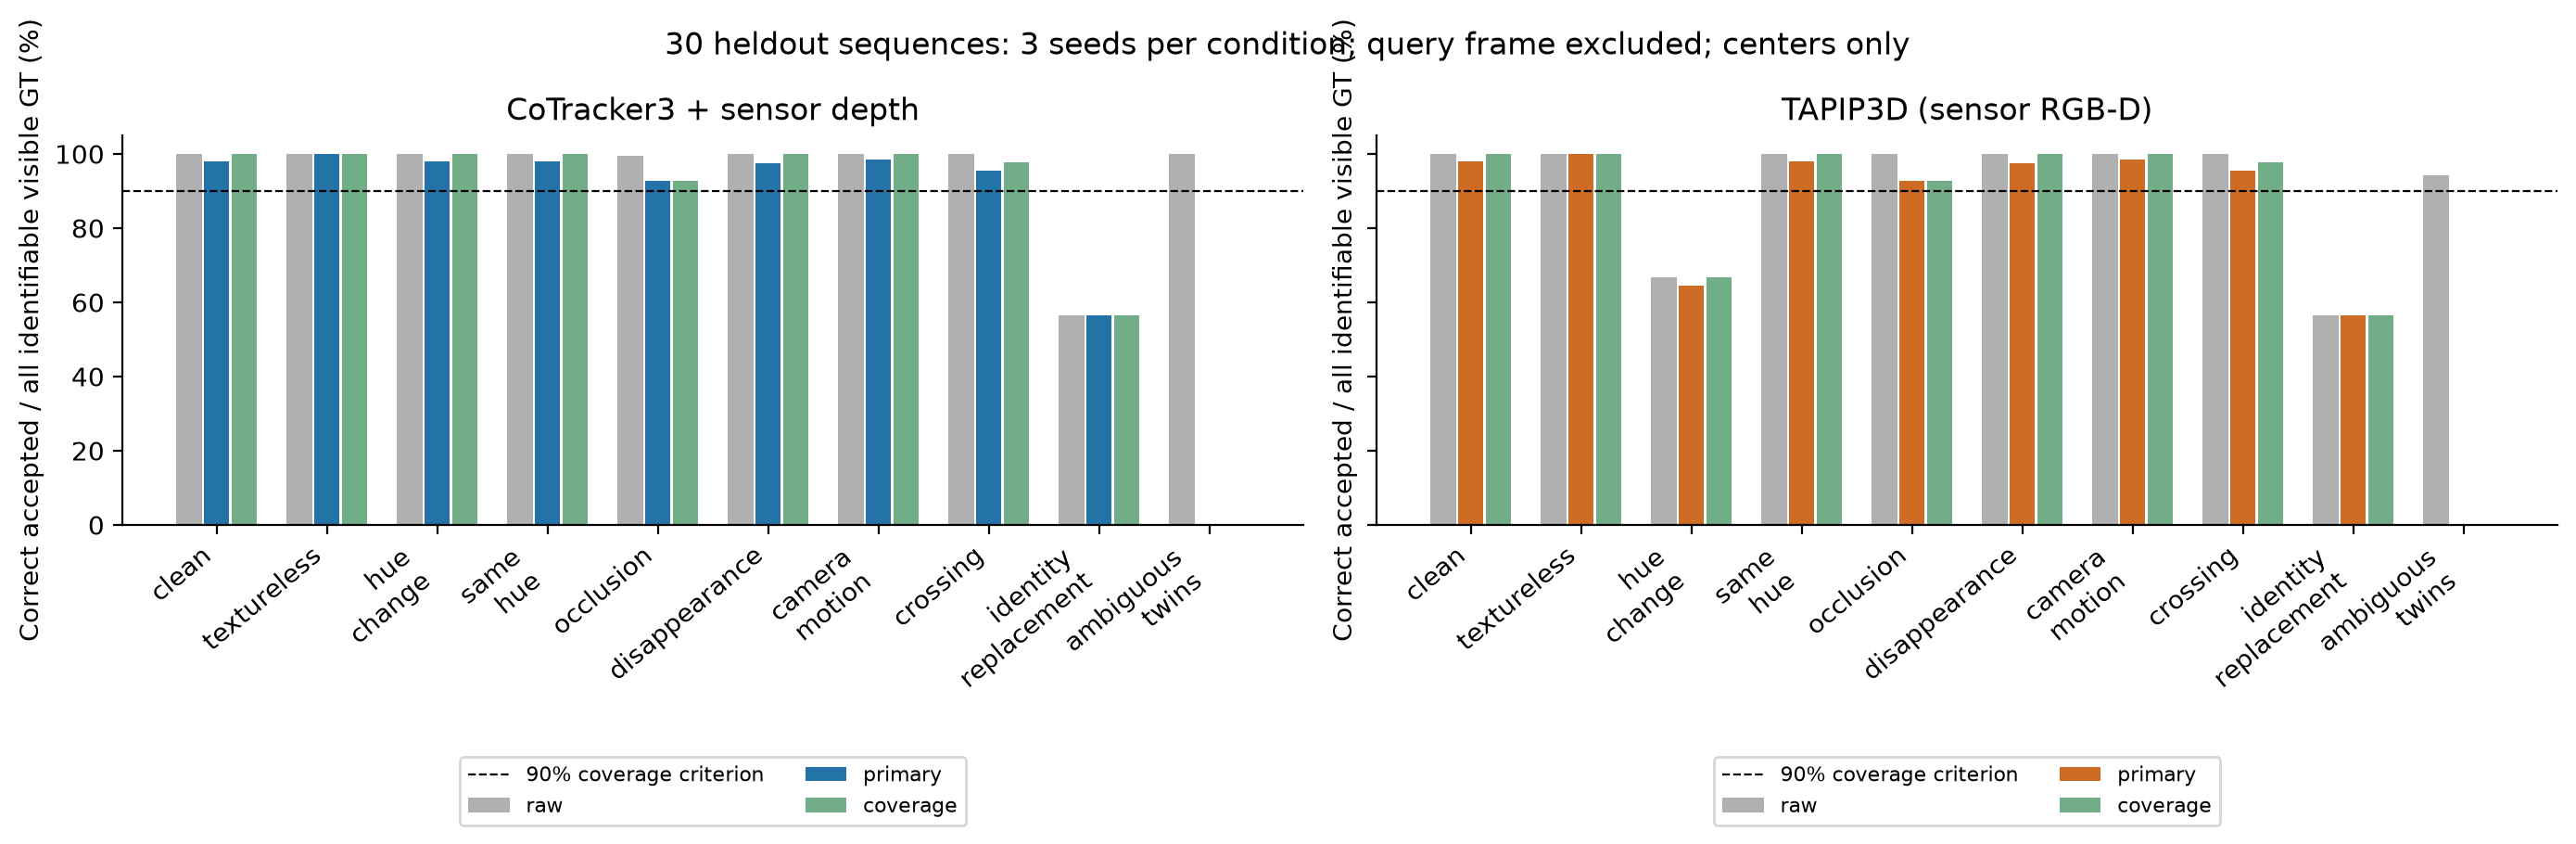 30 heldout sequences: 3 seeds per condition; query frame excluded; centers only
CoTracker3 + sensor depth
Correct accepted / all identifiable visible GT (%)
100
80
60
40
20
0
clean
textureless
hue
change
same
hue
occlusion
disappearance
camera
motion
crossing
identity
replacement
ambiguous
twins
90% coverage criterion
raw
primary
coverage
TAPIP3D (sensor RGB-D)
Correct accepted / all identifiable visible GT (%)
clean
textureless
hue
change
same
hue
occlusion
disappearance
camera
motion
crossing
identity
replacement
ambiguous
twins
90% coverage criterion
raw
primary
coverage